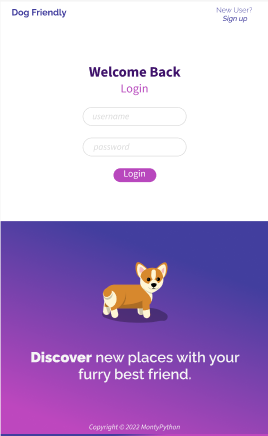 Dog Friendly
New User?
Sign up
Welcome Back
Login
username
password
Login
Discover new places with your
furry best friend.
Copyright © 2022 MontyPython